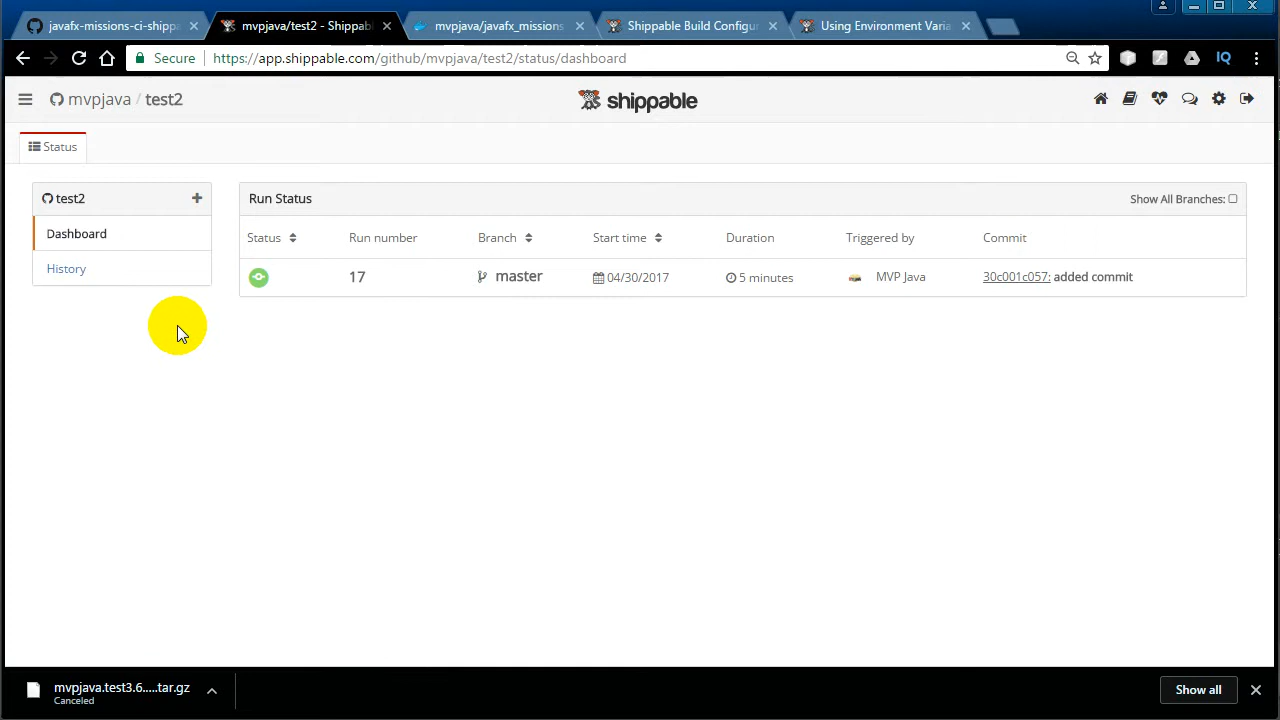 javafx-missions-ci-shippa
mvpjava/test2 - Shippabl
mvpjava/javafx_missions
Shippable Build Configur
Using Environment Varia
Secure
https://app.shippable.com/github/mvpjava/test2/status/dashboard
IQ
mvpjava / test2
shippable
Status
test2
Dashboard
History
Run Status
Show All Branches:
Status Run number Branch Start time Duration Triggered by Commit
17 master 04/30/2017 5 minutes MVP Java 30c001c057: added commit
mvpjava.test3.6.....tar.gz
Canceled
Show all